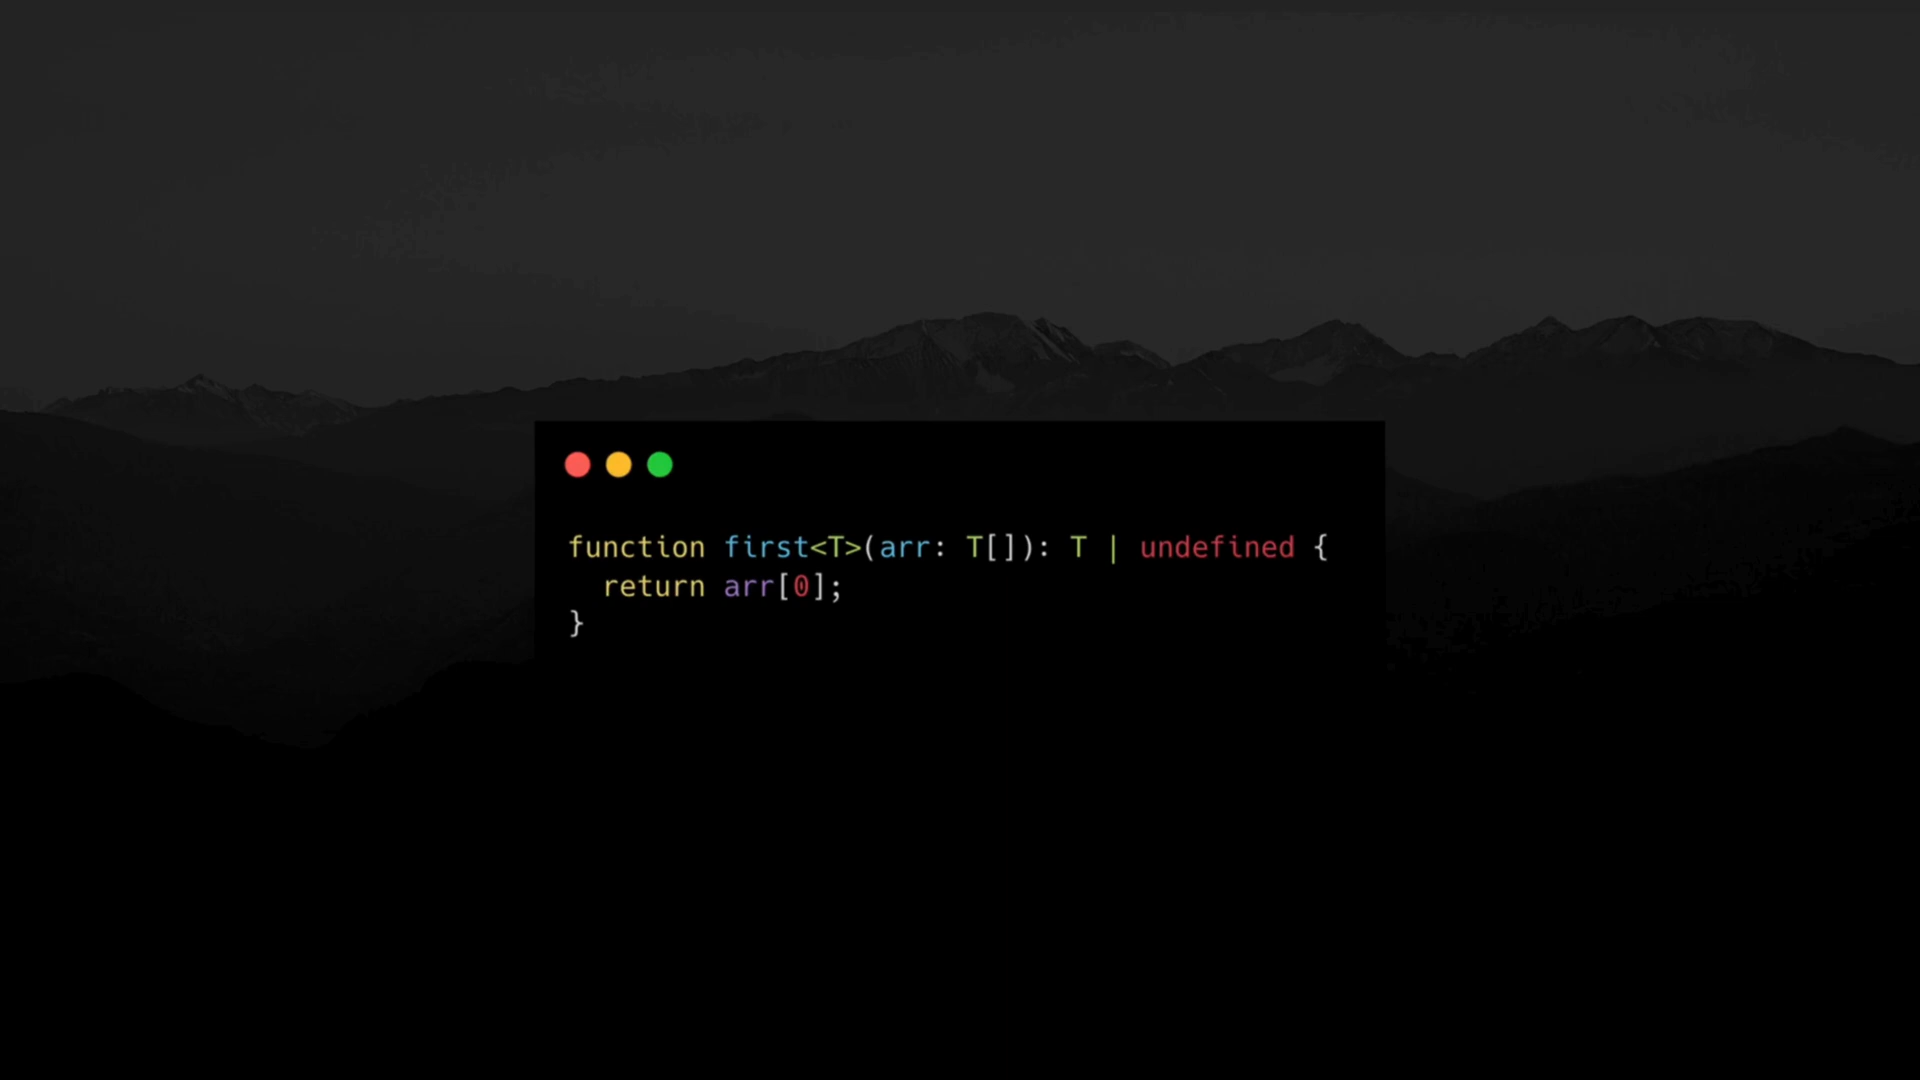 function first<T>(arr: T[]): T | undefined {
  return arr[0];
}